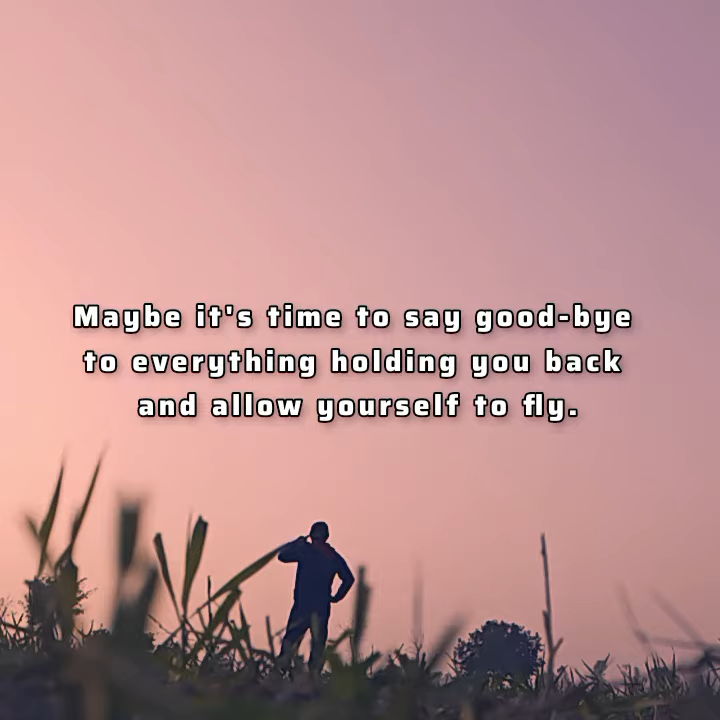 Maybe it's time to say good-bye
to everything holding you back
and allow yourself to fly.